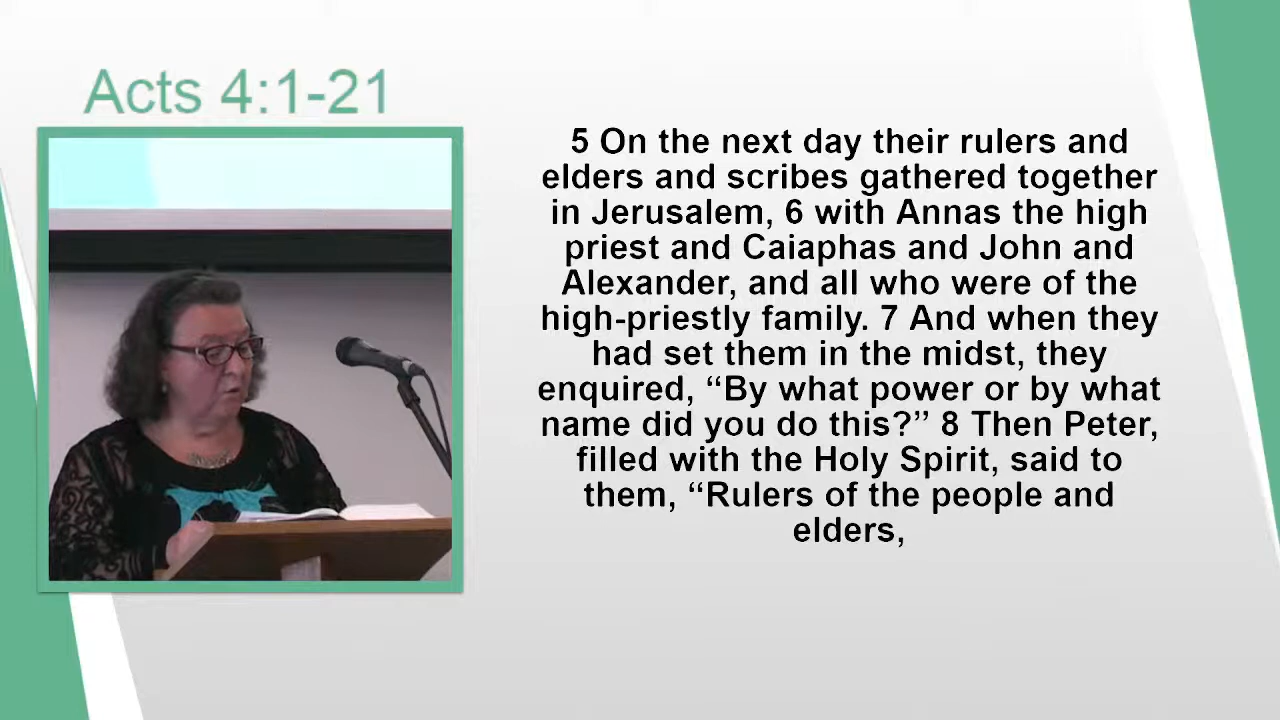 Acts 4:1-21
5 On the next day their rulers and
elders and scribes gathered together
in Jerusalem, 6 with Annas the high
priest and Caiaphas and John and
Alexander, and all who were of the
high-priestly family. 7 And when they
had set them in the midst, they
enquired, “By what power or by what
name did you do this?” 8 Then Peter,
filled with the Holy Spirit, said to
them, “Rulers of the people and
elders,